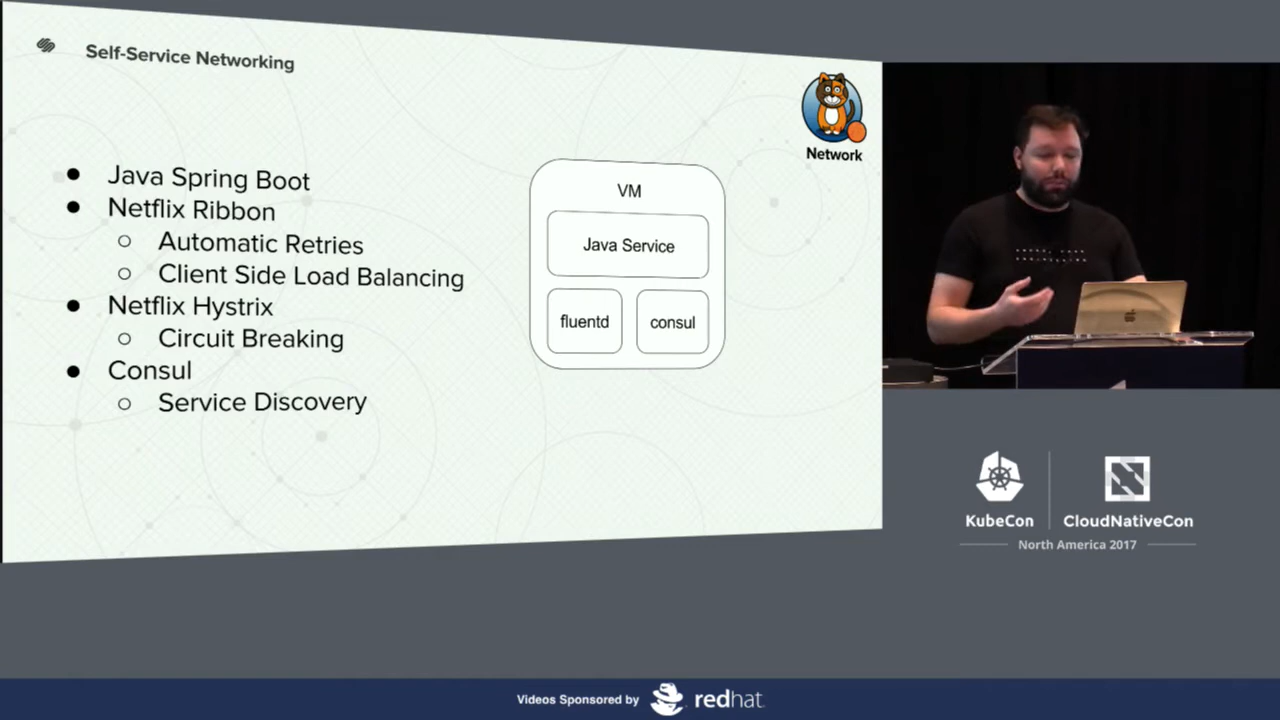 Self-Service Networking
Network
Java Spring Boot
Netflix Ribbon
Automatic Retries
Client Side Load Balancing
Netflix Hystrix
Circuit Breaking
Consul
Service Discovery
VM
Java Service
fluentd
consul
KubeCon
CloudNativeCon
North America 2017
Videos Sponsored by
redhat